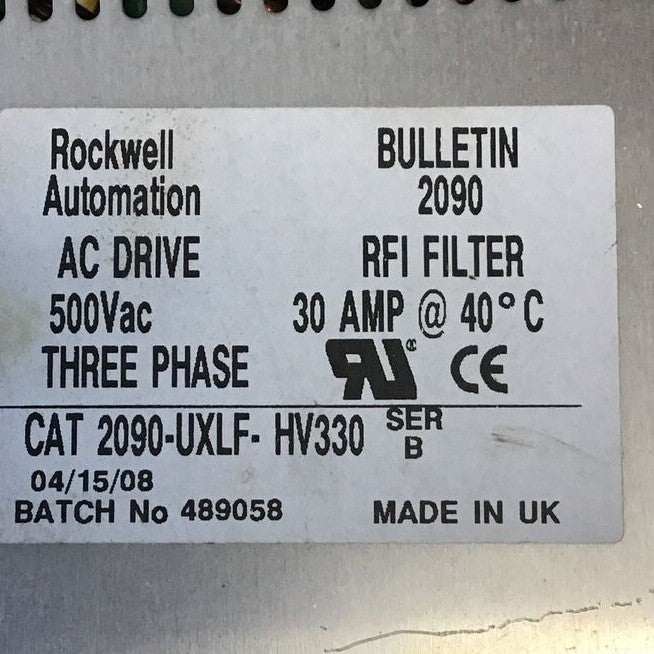 Rockwell BULLETIN
Automation 2090
AC DRIVE RFI FILTER
500Vac 30 AMP @ 40°C
THREE PHASE RU CE
CAT 2090-UXLF- HV330 SER B
04/15/08
BATCH No 489058 MADE IN UK